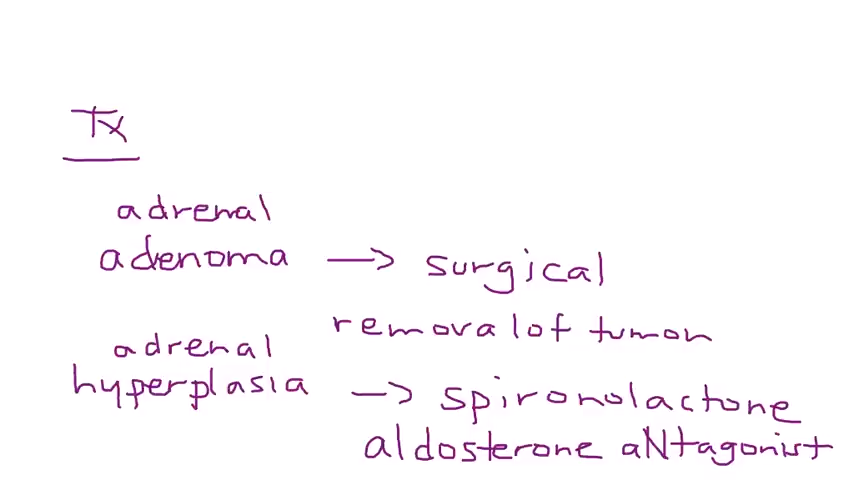 Tx
adrenal
adenoma → surgical
removal of tumor
adrenal
hyperplasia → spironolactone
aldosterone aNtagonist